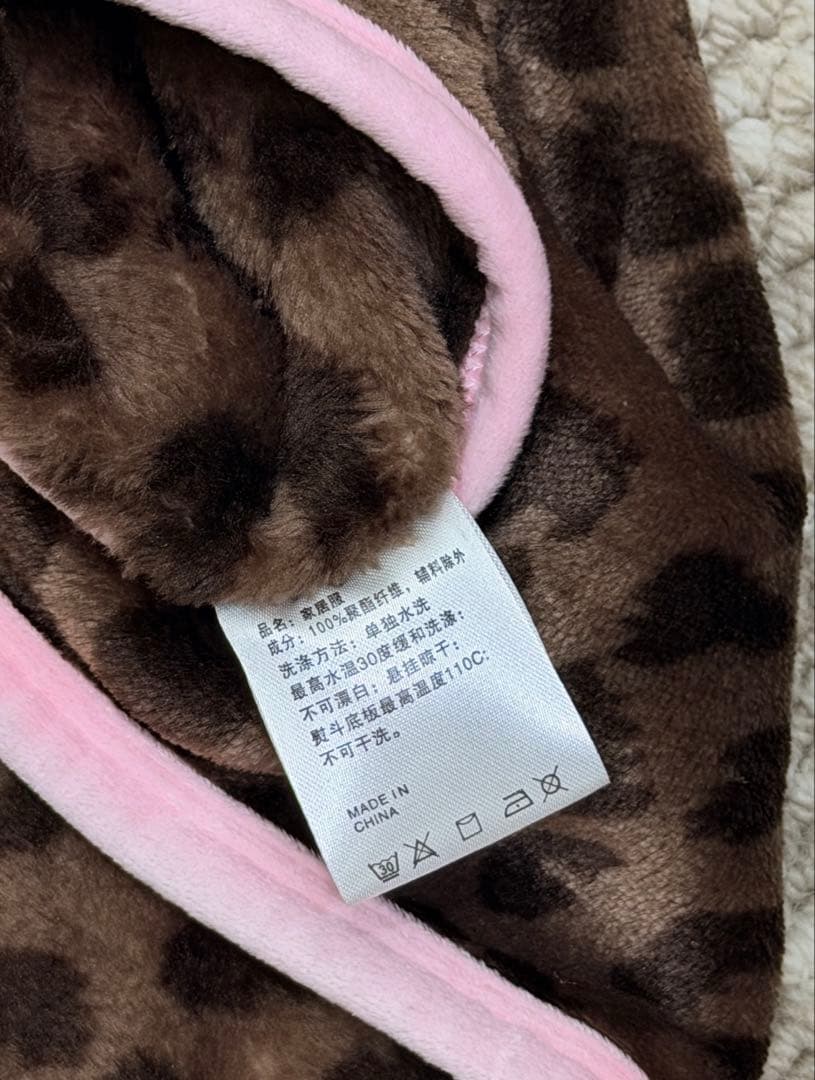 品名：家居服
成分：100%聚酯纤维，辅料除外
洗涤方法：单独水洗
最高水温30度缓和洗涤；
不可漂白；悬挂晾干；
熨斗底板最高温度110C；
不可干洗。
MADE IN
CHINA
30